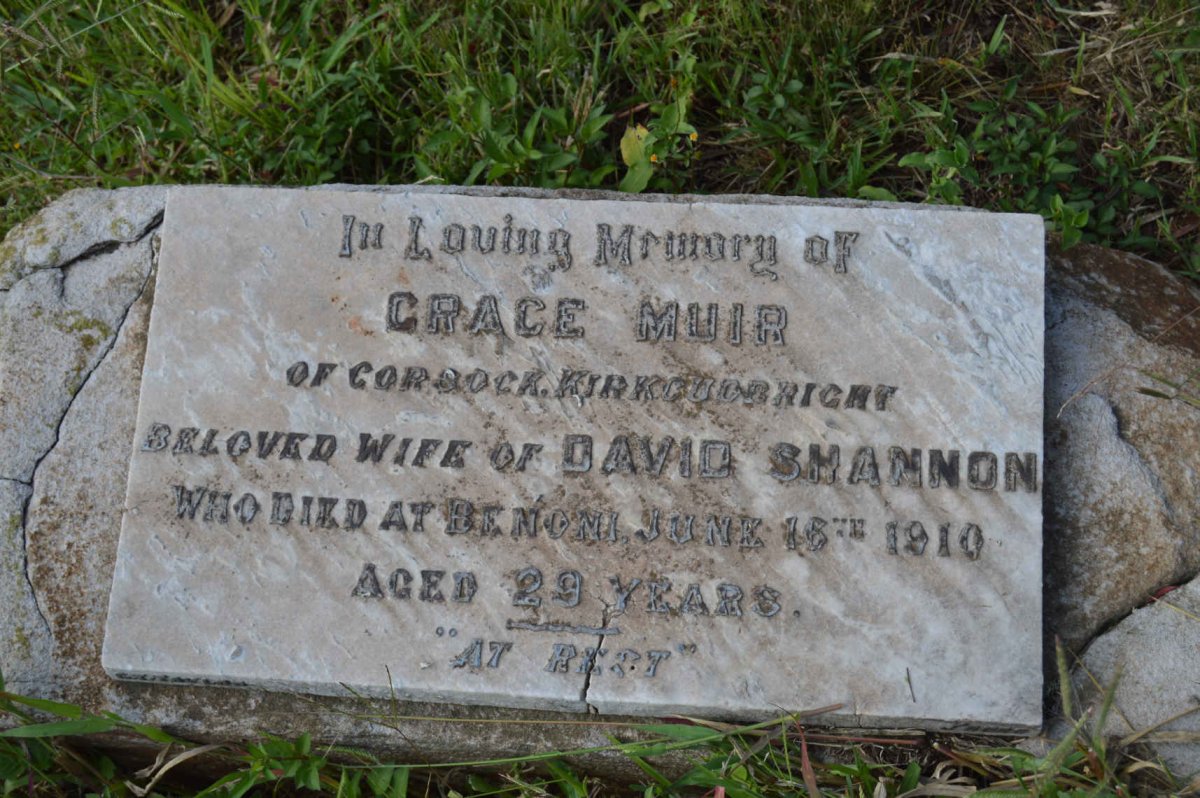 In Loving Memory of
GRACE MUIR
OF CORSOCK. KIRKCUDBRIGHT
BELOVED WIFE OF DAVID SHANNON
WHO DIED AT BENONI, JUNE 16TH 1910
AGED 29 YEARS.
"AT REST"